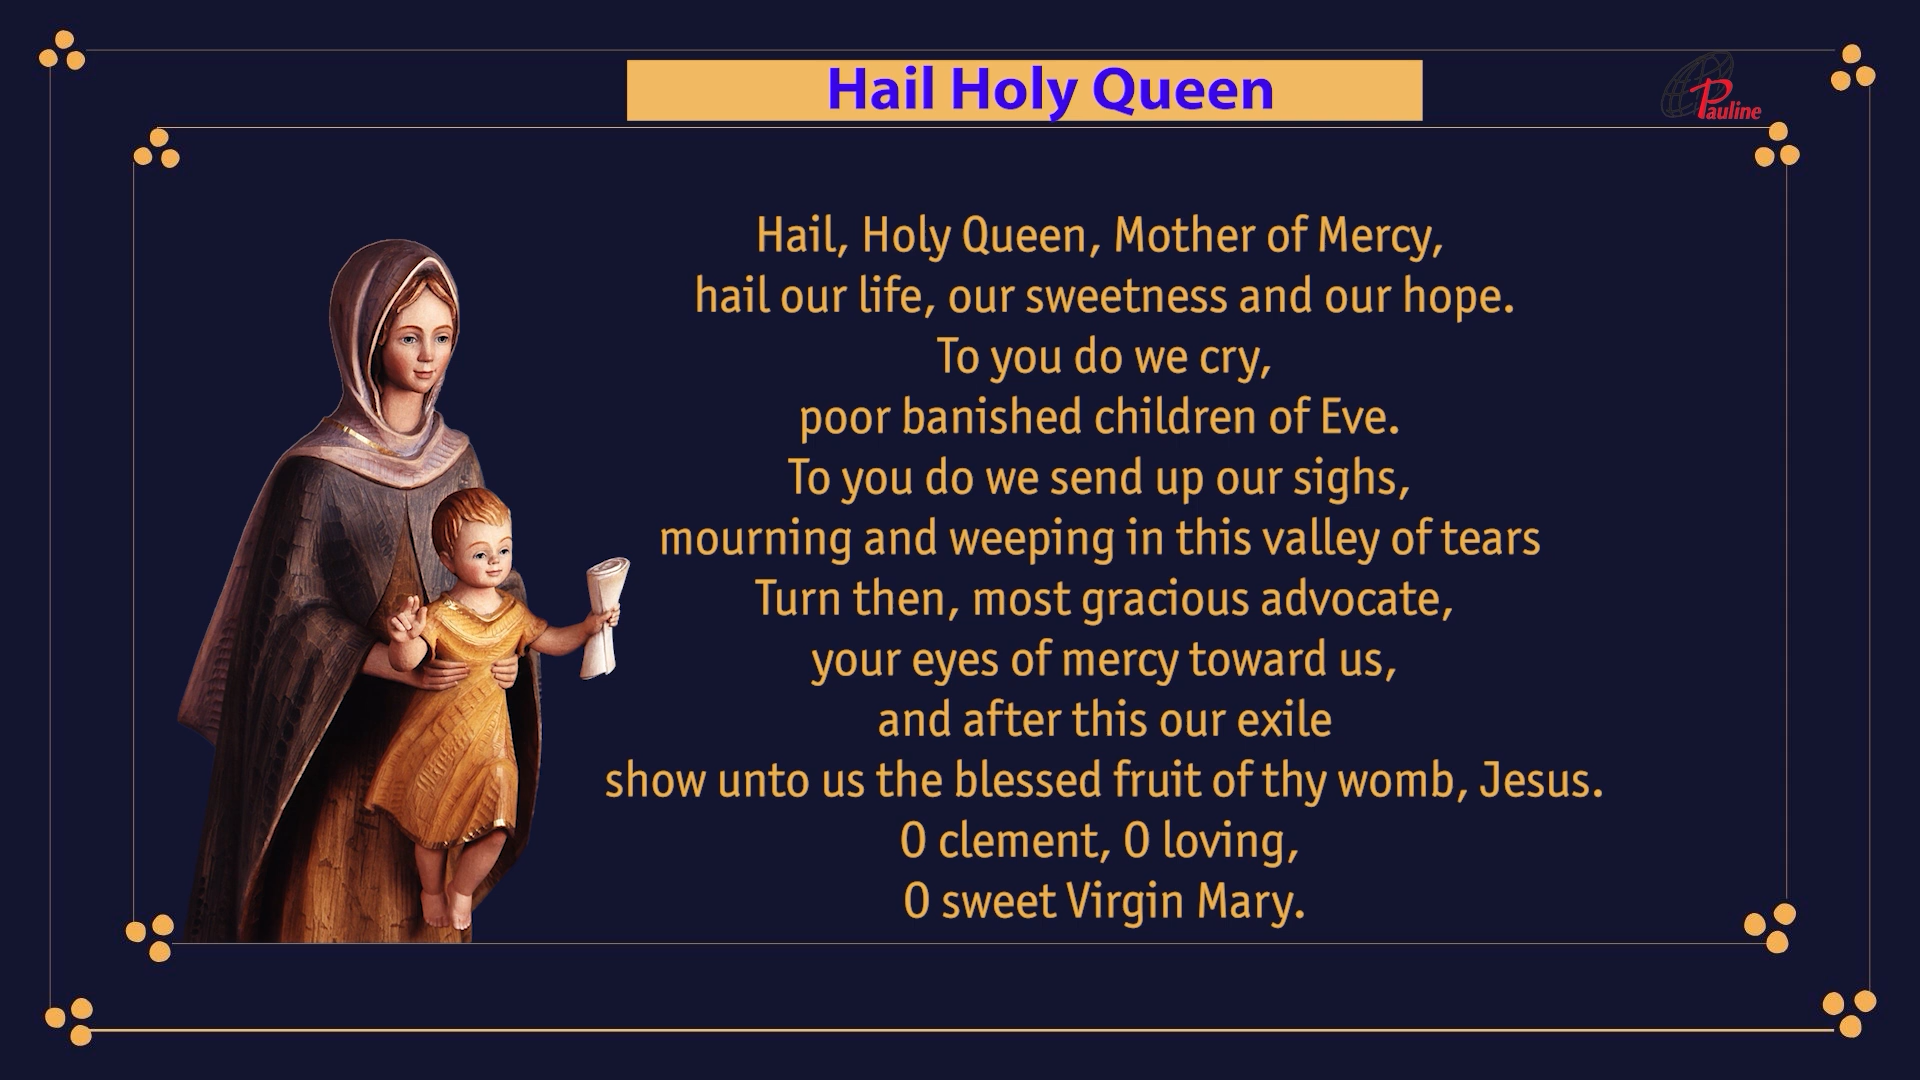 Hail Holy Queen
Pauline
Hail, Holy Queen, Mother of Mercy,
hail our life, our sweetness and our hope.
To you do we cry,
poor banished children of Eve.
To you do we send up our sighs,
mourning and weeping in this valley of tears
Turn then, most gracious advocate,
your eyes of mercy toward us,
and after this our exile
show unto us the blessed fruit of thy womb, Jesus.
O clement, O loving,
O sweet Virgin Mary.